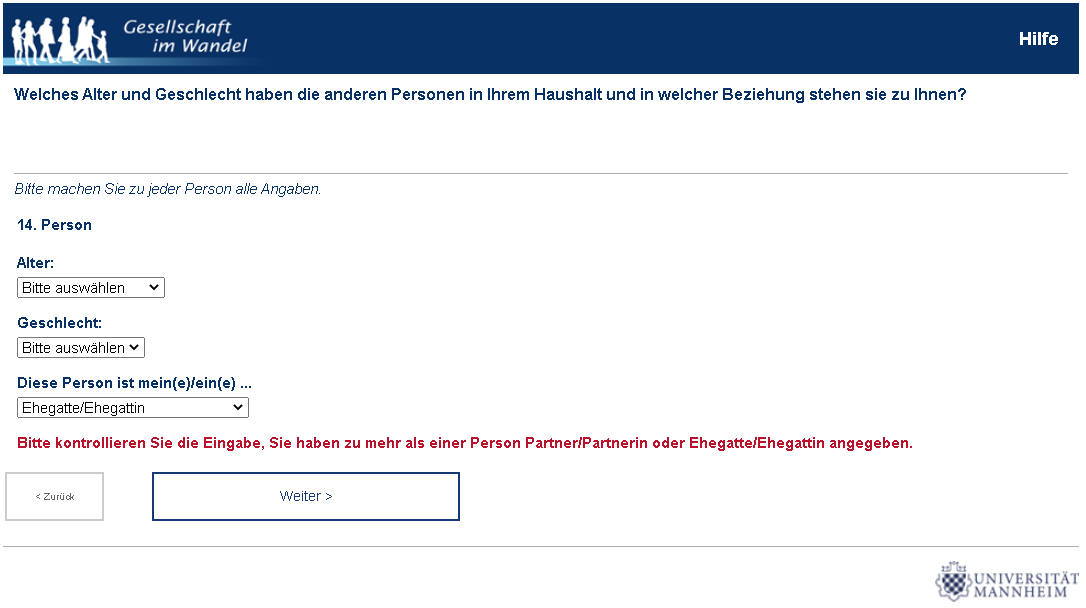 Gesellschaft
im Wandel
Hilfe
Welches Alter und Geschlecht haben die anderen Personen in Ihrem Haushalt und in welcher Beziehung stehen sie zu Ihnen?
Bitte machen Sie zu jeder Person alle Angaben.
14. Person
Alter:
Bitte auswählen
Geschlecht:
Bitte auswählen
Diese Person ist mein(e)/ein(e) ...
Ehegatte/Ehegattin
Bitte kontrollieren Sie die Eingabe, Sie haben zu mehr als einer Person Partner/Partnerin oder Ehegatte/Ehegattin angegeben.
< Zurück
Weiter >
UNIVERSITÄT
MANNHEIM